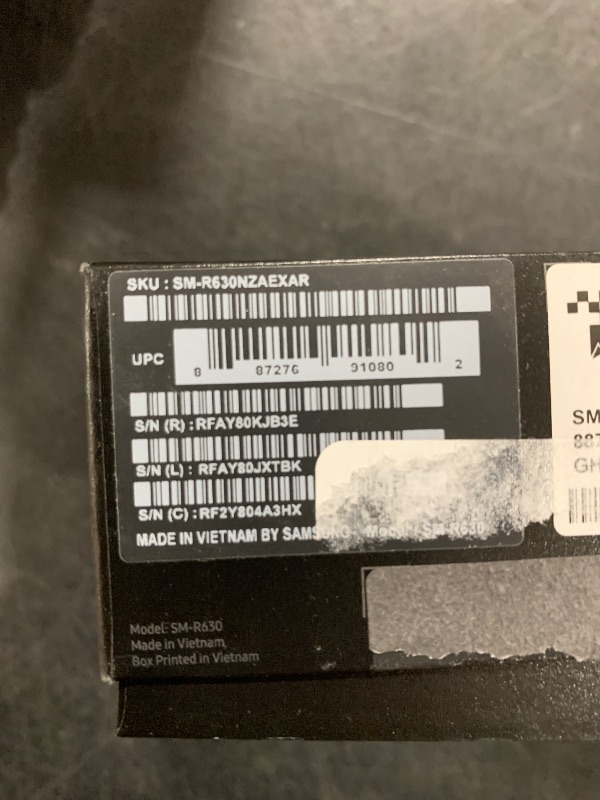 SKU : SM-R630NZAEXAR
UPC
8 87276 91080 2
S/N (R) : RFAY80KJB3E
S/N (L) : RFAY80JXTBK
S/N (C) : RF2Y804A3HX
MADE IN VIETNAM BY SAMSUNG Model : SM-R630
Model: SM-R630
Made in Vietnam
Box Printed in Vietnam
SM
887
GH